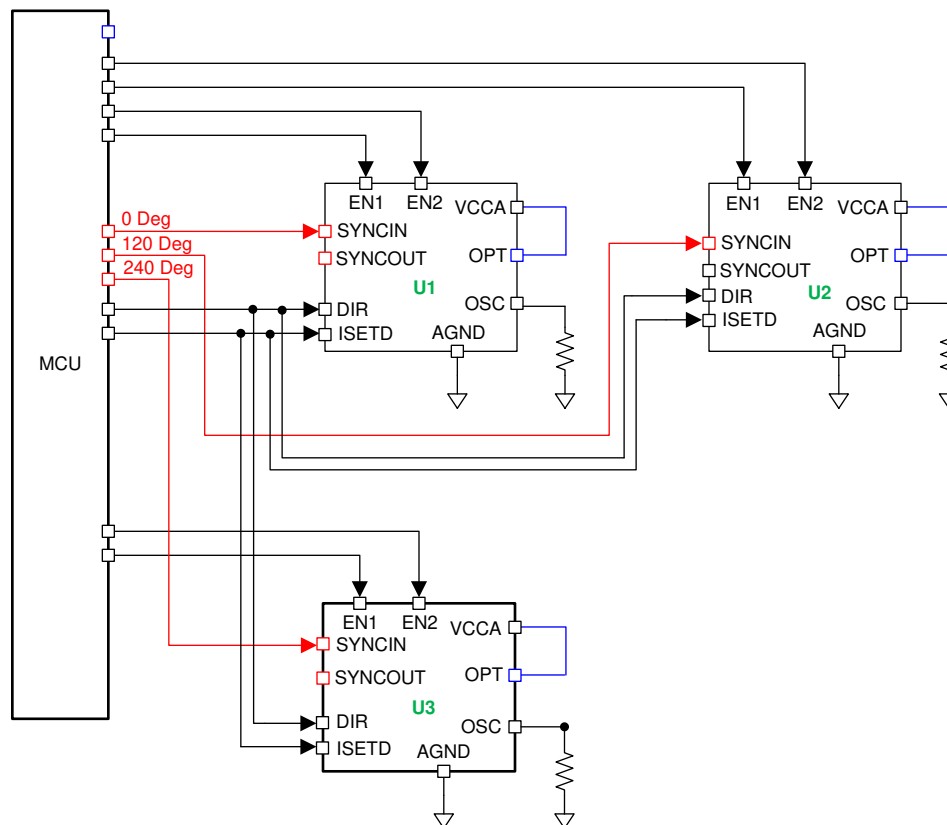 EN1
EN2
VCCA
SYNCIN
SYNCOUT
OPT
U1
DIR
OSC
ISETD
AGND
EN1
EN2
VCCA
SYNCIN
SYNCOUT
OPT
U2
DIR
OSC
ISETD
AGND
0 Deg
120 Deg
240 Deg
MCU
EN1
EN2
VCCA
SYNCIN
SYNCOUT
OPT
U3
DIR
OSC
ISETD
AGND